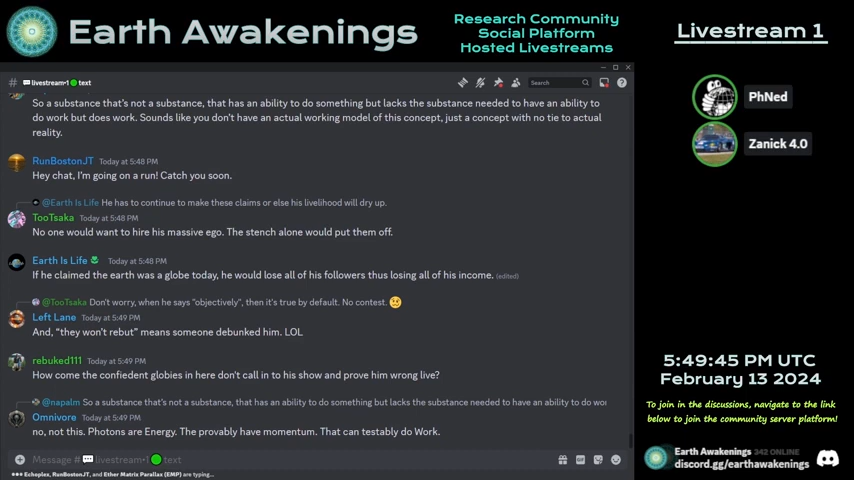 Earth Awakenings
Research Community
Social Platform
Hosted Livestreams
Livestream 1
# livestream•1 text
Search
So a substance that's not a substance, that has an ability to do something but lacks the substance needed to have an ability to
do work but does work. Sounds like you don't have an actual working model of this concept, just a concept with no tie to actual
reality.
RunBostonJT Today at 5:48 PM
Hey chat, I'm going on a run! Catch you soon.
@Earth Is Life He has to continue to make these claims or else his livelihood will dry up.
TooTsaka Today at 5:48 PM
No one would want to hire his massive ego. The stench alone would put them off.
Earth Is Life Today at 5:48 PM
If he claimed the earth was a globe today, he would lose all of his followers thus losing all of his income. (edited)
@TooTsaka Don't worry, when he says "objectively", then it's true by default. No contest.
Left Lane Today at 5:49 PM
And, "they won't rebut" means someone debunked him. LOL
rebuked111 Today at 5:49 PM
How come the confiedent globies in here don't call in to his show and prove him wrong live?
@napalm So a substance that's not a substance, that has an ability to do something but lacks the substance needed to have an ability to do wor
Omnivore Today at 5:49 PM
no, not this. Photons are Energy. The provably have momentum. That can testably do Work.
Message # livestream•1 text
GIF
Echoplex, RunBostonJT, and Ether Matrix Parallax (EMP) are typing...
PhNed
Zanick 4.0
5:49:45 PM UTC
February 13 2024
To join in the discussions, navigate to the link
below to join the community server platform!
Earth Awakenings 342 ONLINE
discord.gg/earthawakenings